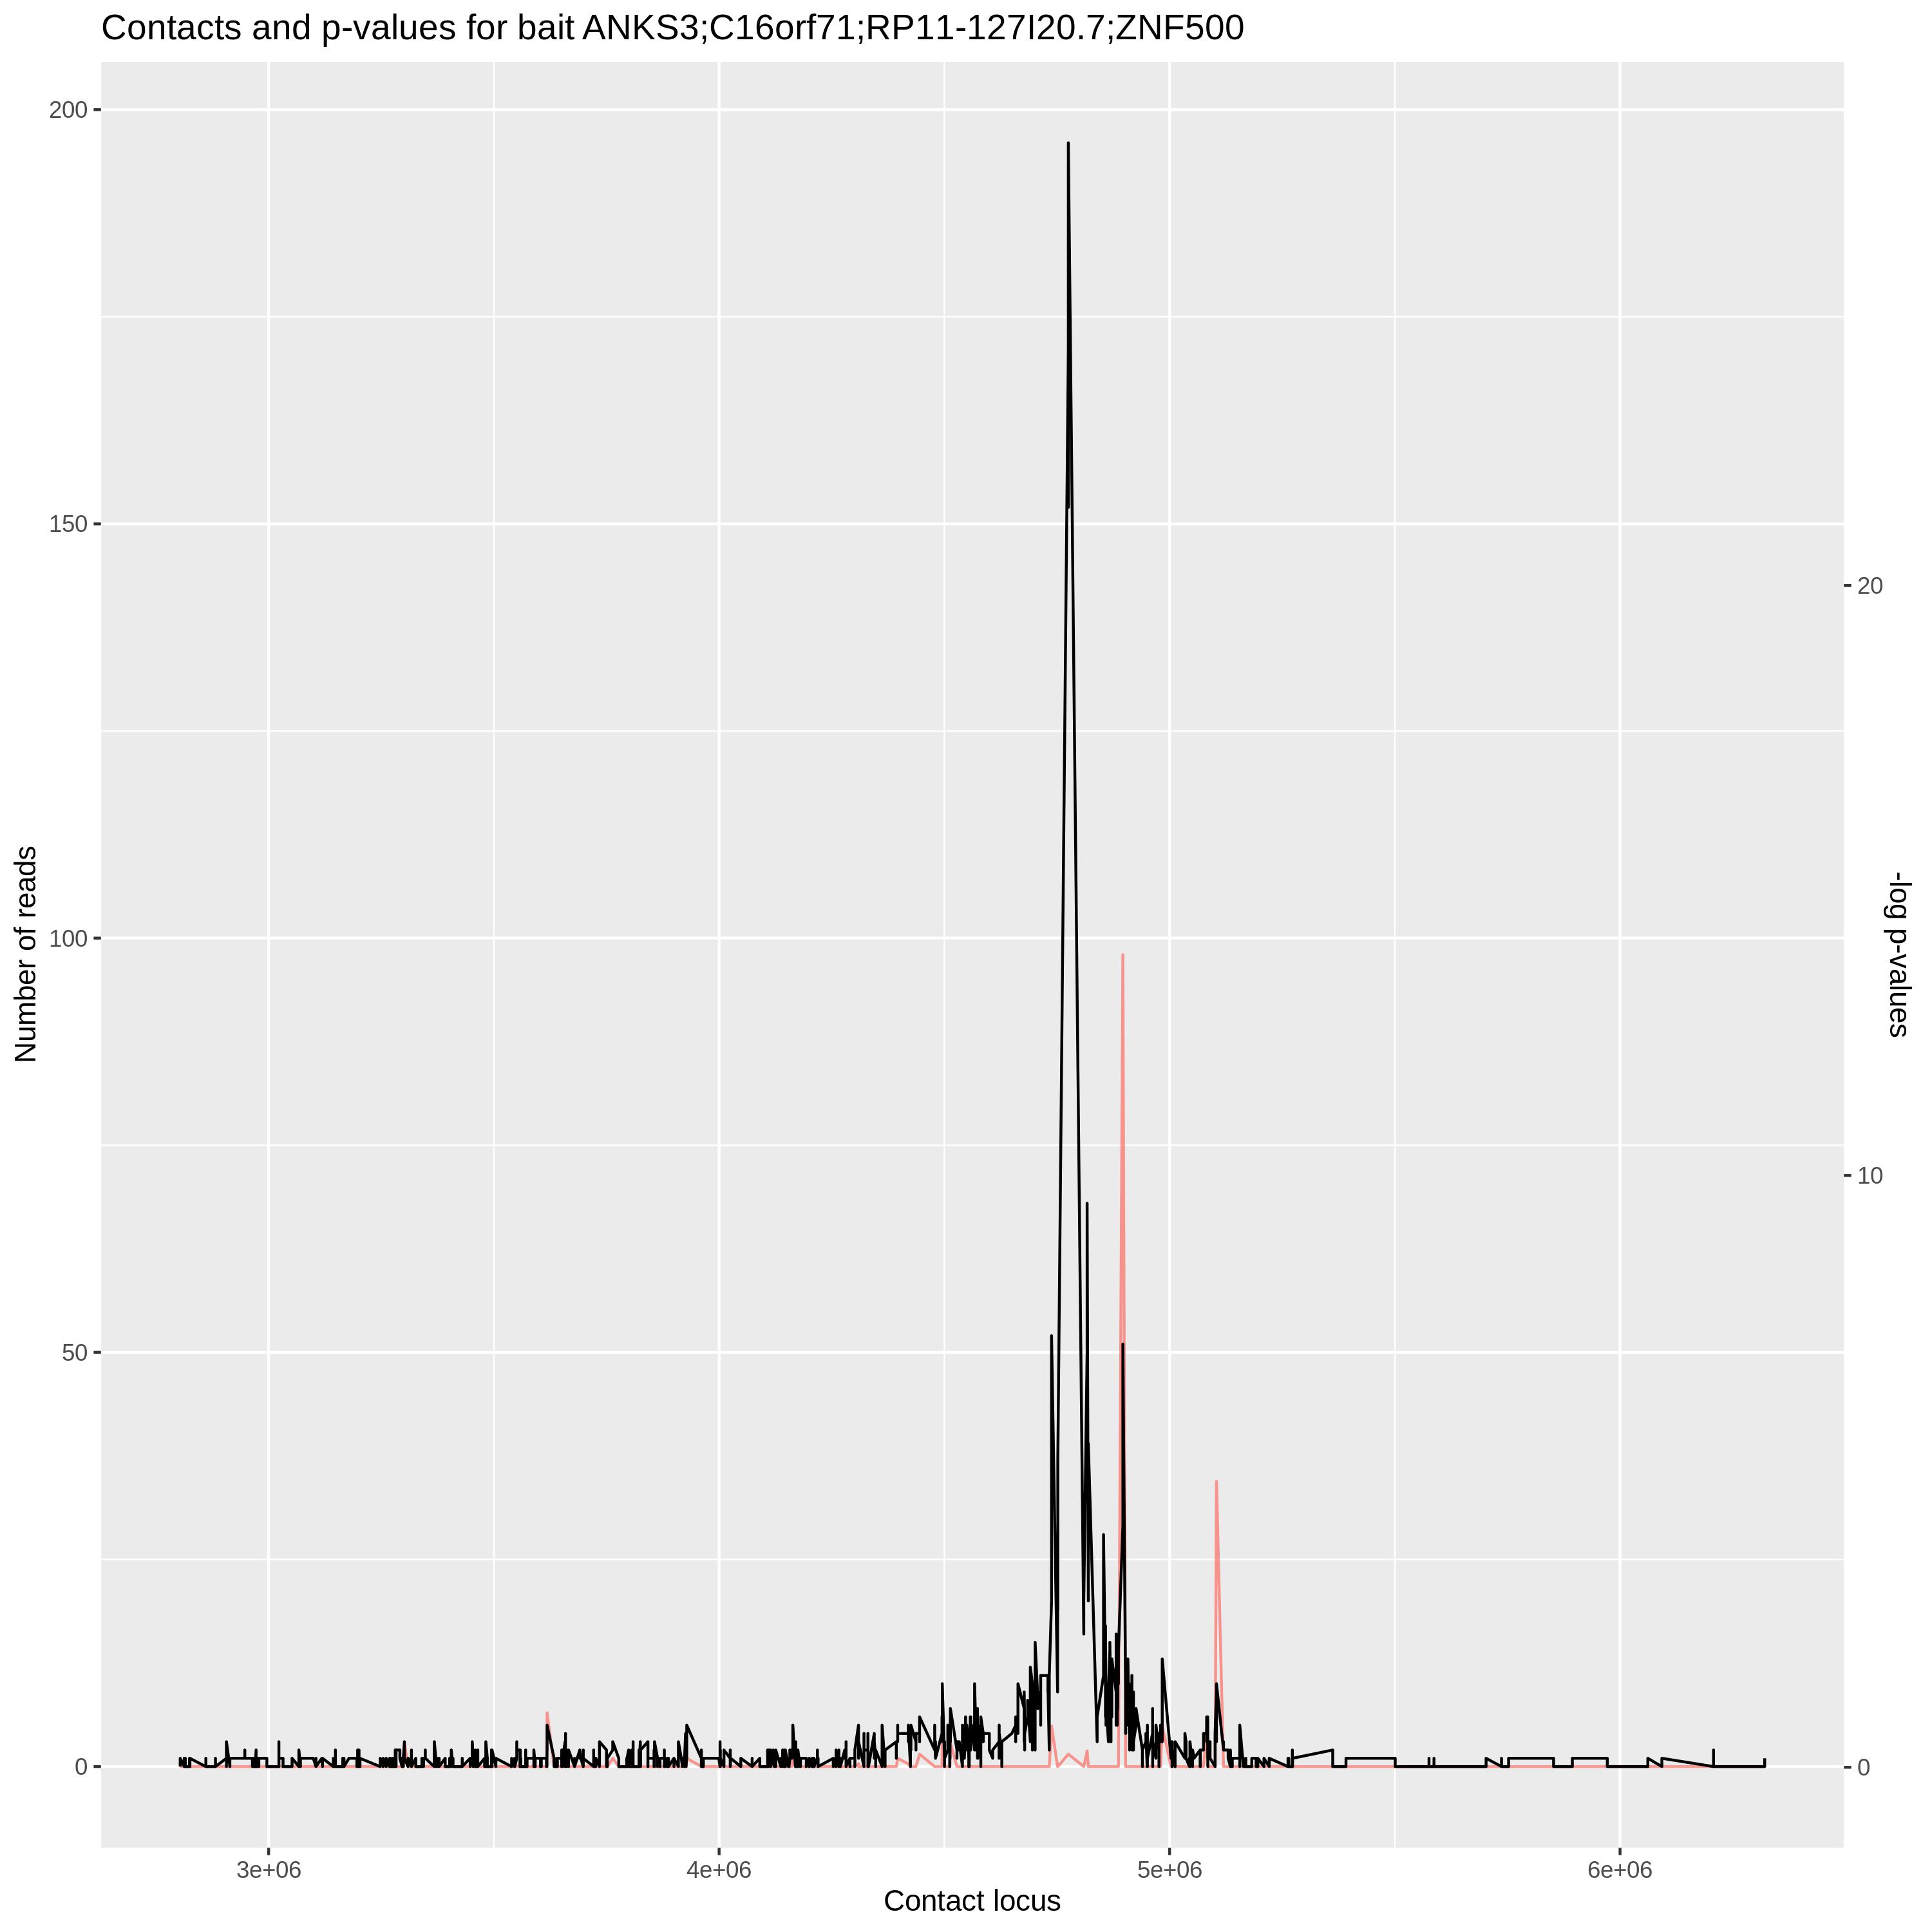 Contacts and p-values for bait ANKS3;C16orf71;RP11-127I20.7;ZNF500
200
150
100
50
0
Number of reads
20
10
0
-log p-values
3e+06
4e+06
5e+06
6e+06
Contact locus